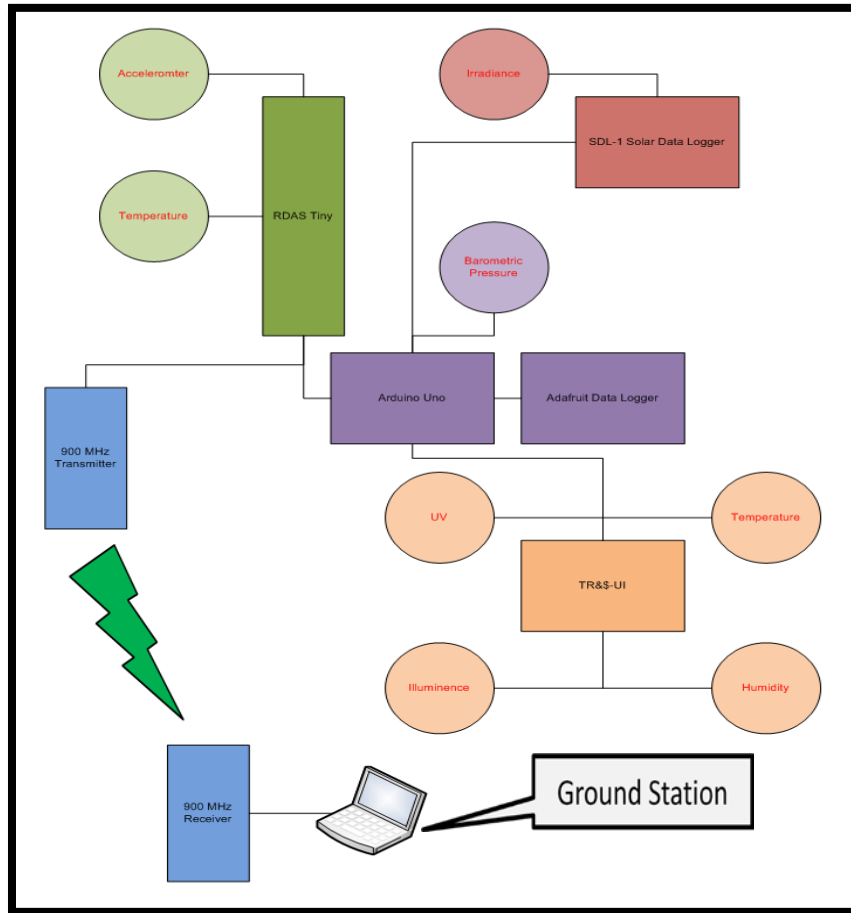 Acceleromter
Irradiance
SDL-1 Solar Data Logger
Temperature
RDAS Tiny
Barometric
Pressure
Arduino Uno
Adafruit Data Logger
900 MHz
Transmitter
UV
Temperature
TR&$-UI
Illuminence
Humidity
Ground Station
900 MHz
Receiver